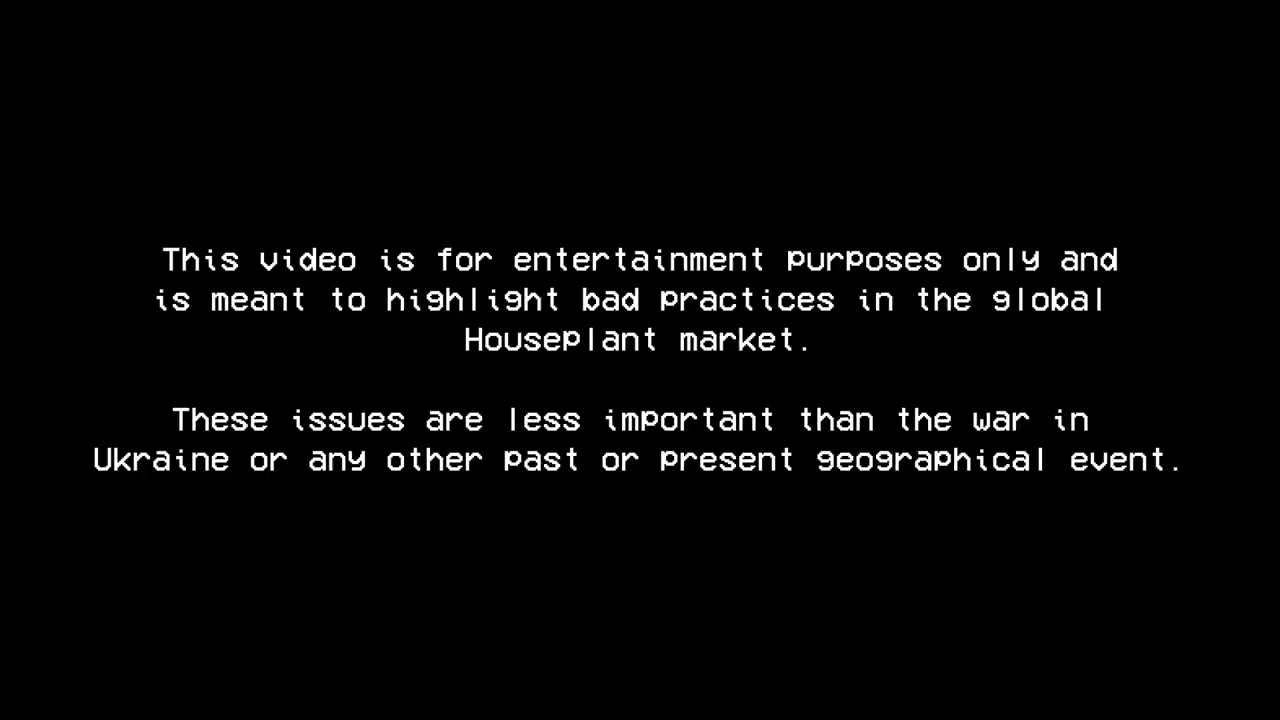 This video is for entertainment purposes only and
is meant to highlight bad practices in the global
Houseplant market.
These issues are less important than the war in
Ukraine or any other past or present geographical event.